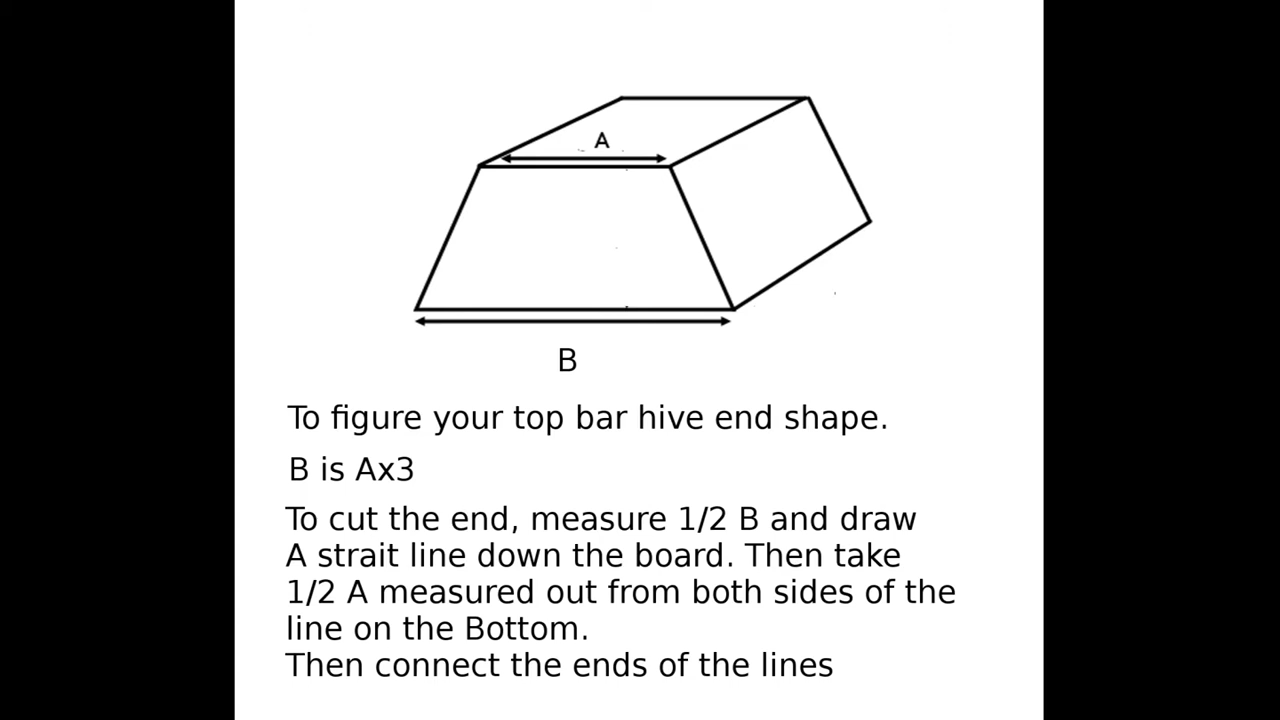 A
B
To figure your top bar hive end shape.
B is Ax3
To cut the end, measure 1/2 B and draw
A strait line down the board. Then take
1/2 A measured out from both sides of the
line on the Bottom.
Then connect the ends of the lines